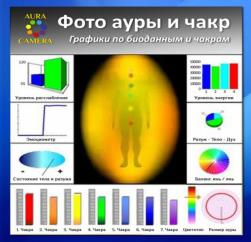 AURA
CAMERA
Фото ауры и чакр
Графики по биоданным и чакрам
Уровень расслабления
Уровень энергии
Эмоциометр
Разум - Тело - Дух
Состояние тела и разума
Баланс инь / янь
1. Чакра
2. Чакра
3. Чакра
4. Чакра
5. Чакра
6. Чакра
7. Чакра
Цветотип
Размер ауры